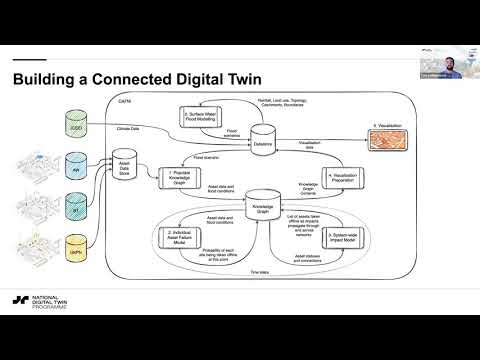 Building a Connected Digital Twin
DAFNI
JCDD
AW
BT
UKPN
Climate Data
Asset
Data
Store
0. Surface Water
Flood Modelling
Flood
scenarios
Rainfall, Land use, Topology,
Catchments, Boundaries
Datastore
5. Visualisation
Visualisation
data
Flood scenario
1. Populate
Knowledge
Graph
4. Visualisation
Preparation
Asset data and
flood conditions
Knowledge
Graph
Contents
Knowledge
Graph
Asset data and
flood conditions
List of assets taken
offline as impacts
propagate through
and across
networks
2. Individual
Asset Failure
Model
3. System-wide
Impact Model
Probability of each
site being taken offline
at this point
Asset statuses
and connections
Time steps
NATIONAL
DIGITAL TWIN
PROGRAMME